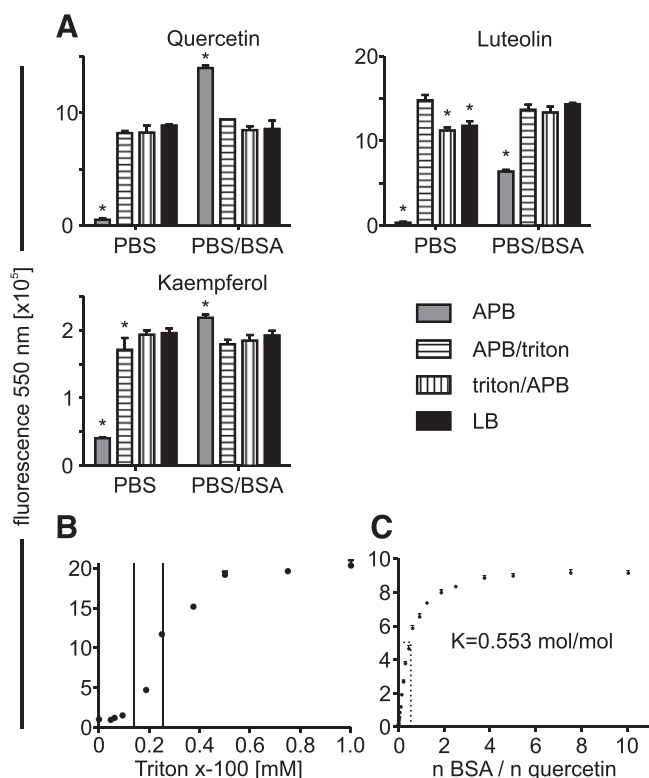 A
Quercetin
*
10
0
*
PBS
PBS/BSA
Luteolin
20
10
0
*
* *
*
PBS
PBS/BSA
Kaempferol
2
1
0
*
*
*
PBS
PBS/BSA
APB
APB/triton
triton/APB
LB
fluorescence 550 nm [x10⁵]
B
20
15
10
5
0
0 0.2 0.4 0.6 0.8 1.0
Triton x-100 [mM]
C
10
8
6
4
2
0
K=0.553 mol/mol
0 2 4 6 8 10
n BSA / n quercetin